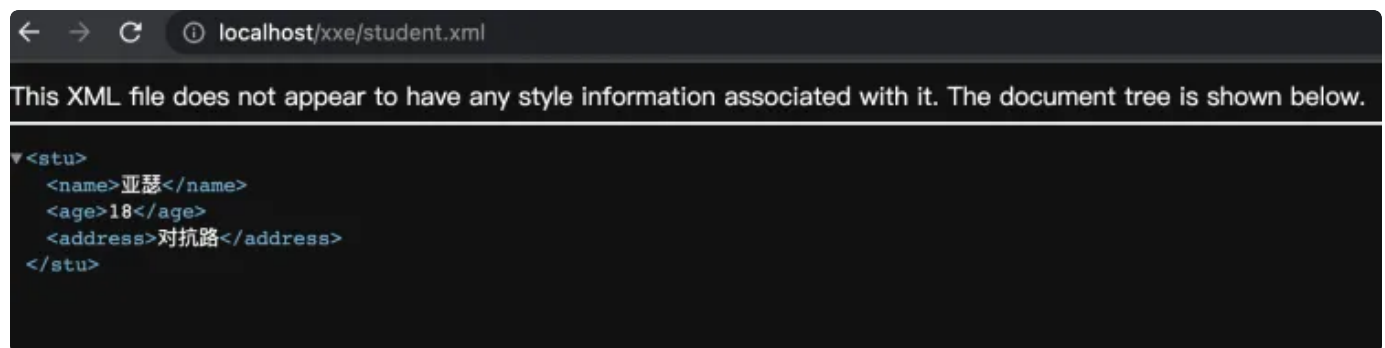 localhost/xxe/student.xml
This XML file does not appear to have any style information associated with it. The document tree is shown below.
▼<stu>
<name>亚瑟</name>
<age>18</age>
<address>对抗路</address>
</stu>